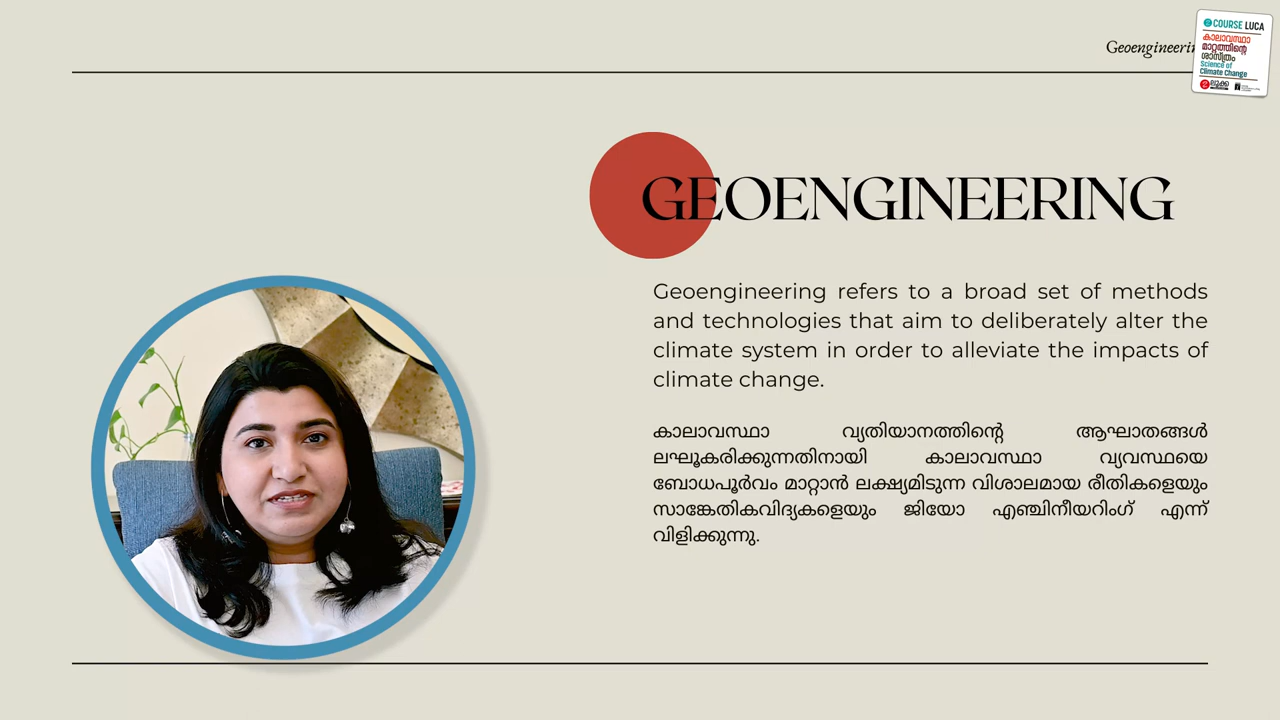 Geoengineerin
COURSE LUCA
കാലാവസ്ഥാ
മാറ്റത്തിന്റെ
ശാസ്ത്രം
Science of
Climate Change
ലൂക്ക
GEOENGINEERING
Geoengineering refers to a broad set of methods
and technologies that aim to deliberately alter the
climate system in order to alleviate the impacts of
climate change.
കാലാവസ്ഥാ വ്യതിയാനത്തിന്റെ ആഘാതങ്ങൾ
ലഘൂകരിക്കുന്നതിനായി കാലാവസ്ഥാ വ്യവസ്ഥയെ
ബോധപൂർവം മാറ്റാൻ ലക്ഷ്യമിടുന്ന വിശാലമായ രീതികളെയും
സാങ്കേതികവിദ്യകളെയും ജിയോ എഞ്ചിനീയറിംഗ് എന്ന്
വിളിക്കുന്നു.